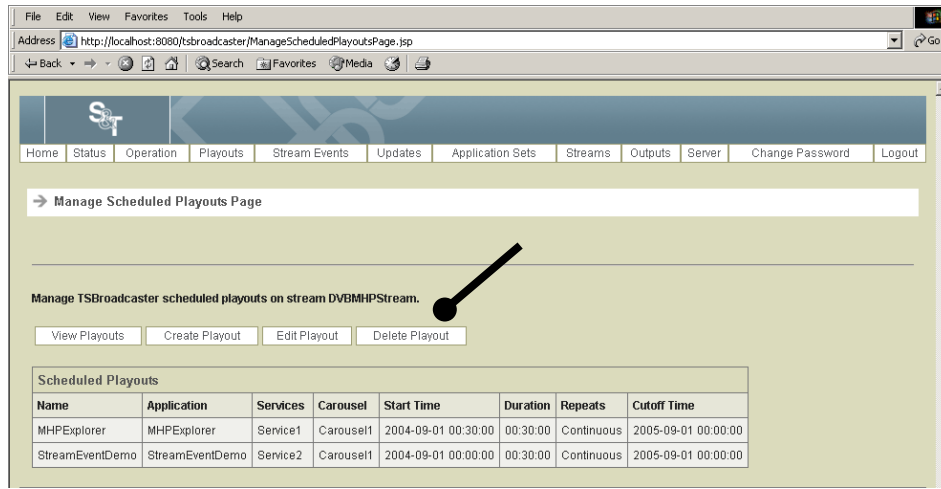 File Edit View Favorites Tools Help
Address http://localhost:8080/tsbroadcaster/ManageScheduledPlayoutsPage.jsp Go
Back Search Favorites Media
S&T
Home Status Operation Playouts Stream Events Updates Application Sets Streams Outputs Server Change Password Logout
Manage Scheduled Playouts Page
Manage TSBroadcaster scheduled playouts on stream DVBMHPStream.
View Playouts Create Playout Edit Playout Delete Playout
Scheduled Playouts
Name Application Services Carousel Start Time Duration Repeats Cutoff Time
MHPExplorer MHPExplorer Service1 Carousel1 2004-09-01 00:30:00 00:30:00 Continuous 2005-09-01 00:00:00
StreamEventDemo StreamEventDemo Service2 Carousel1 2004-09-01 00:00:00 00:30:00 Continuous 2005-09-01 00:00:00